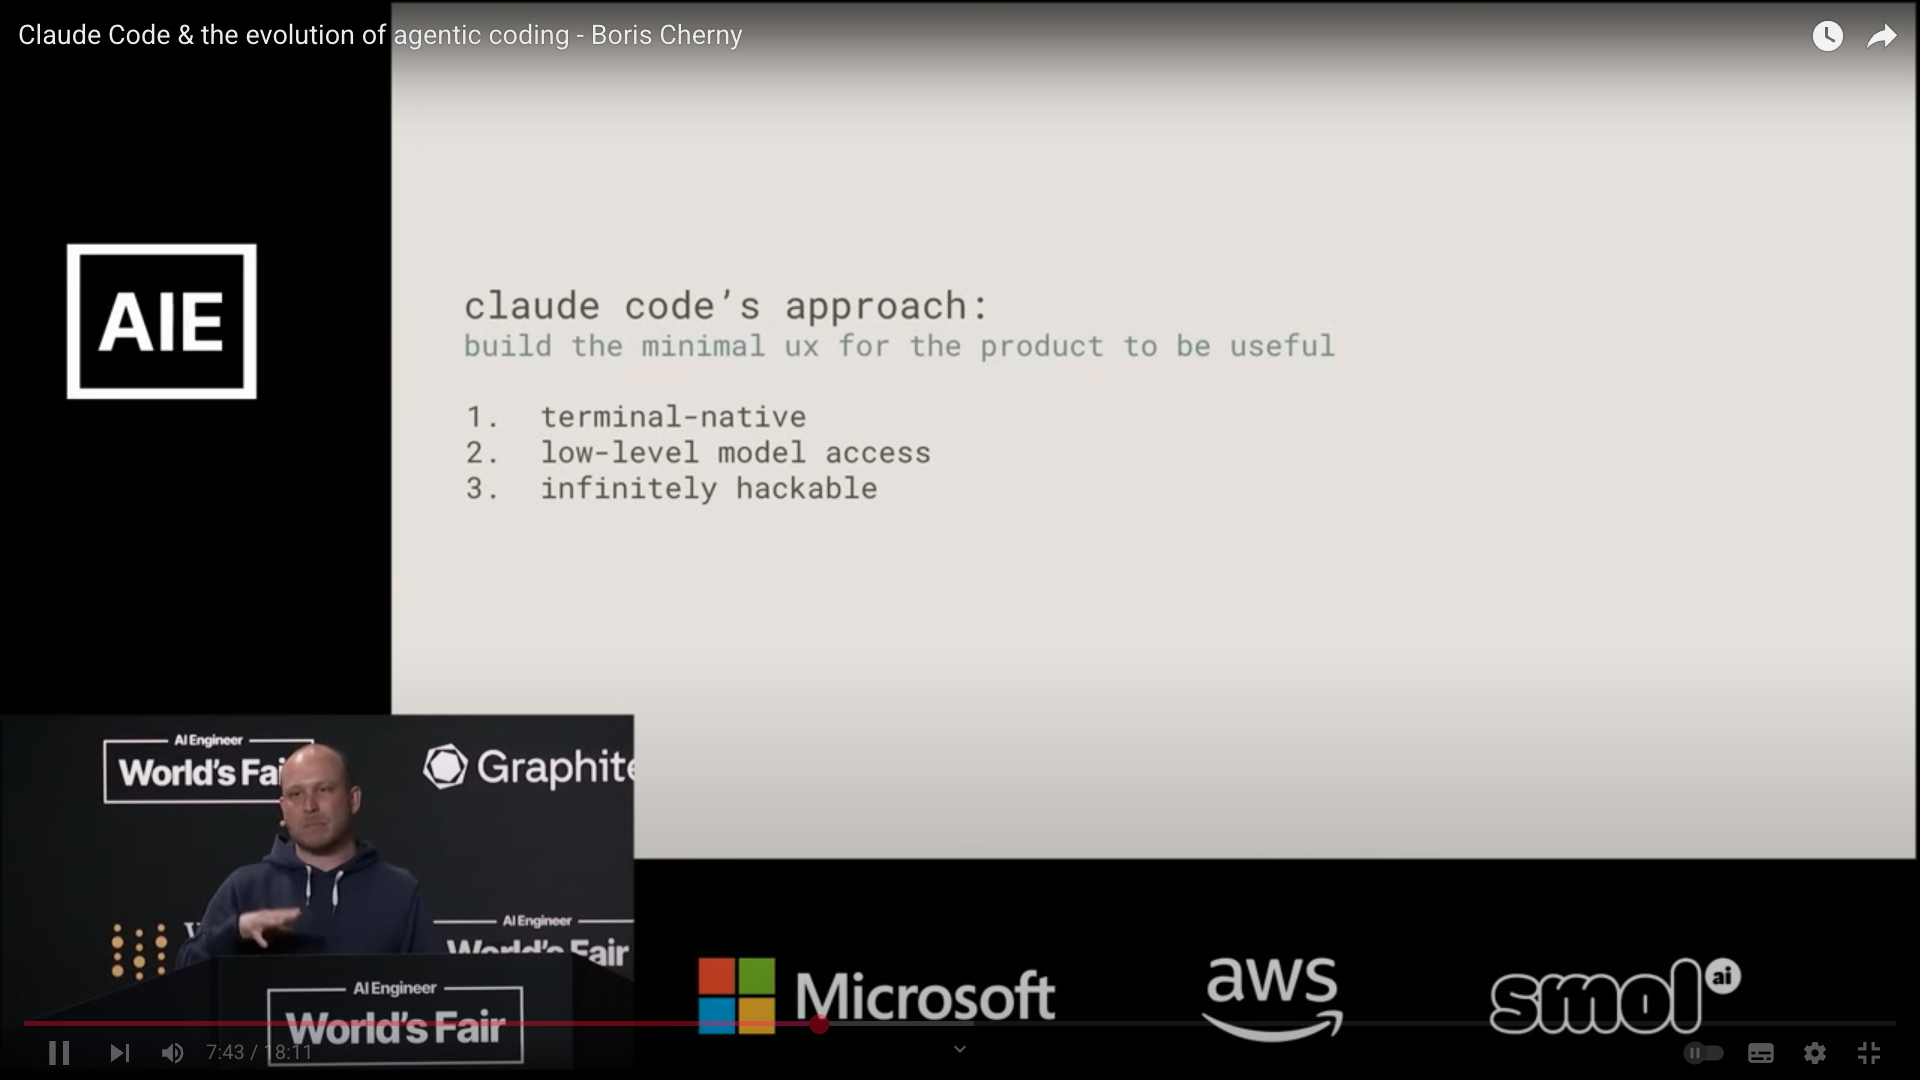 Claude Code & the evolution of agentic coding - Boris Cherny
AIE
claude code’s approach:
build the minimal ux for the product to be useful
1. terminal-native
2. low-level model access
3. infinitely hackable
AI Engineer
World’s Fai
Graphite
AI Engineer
World’s Fair
AI Engineer
World’s Fair
Microsoft
aws
smol ai
7:43 / 18:11